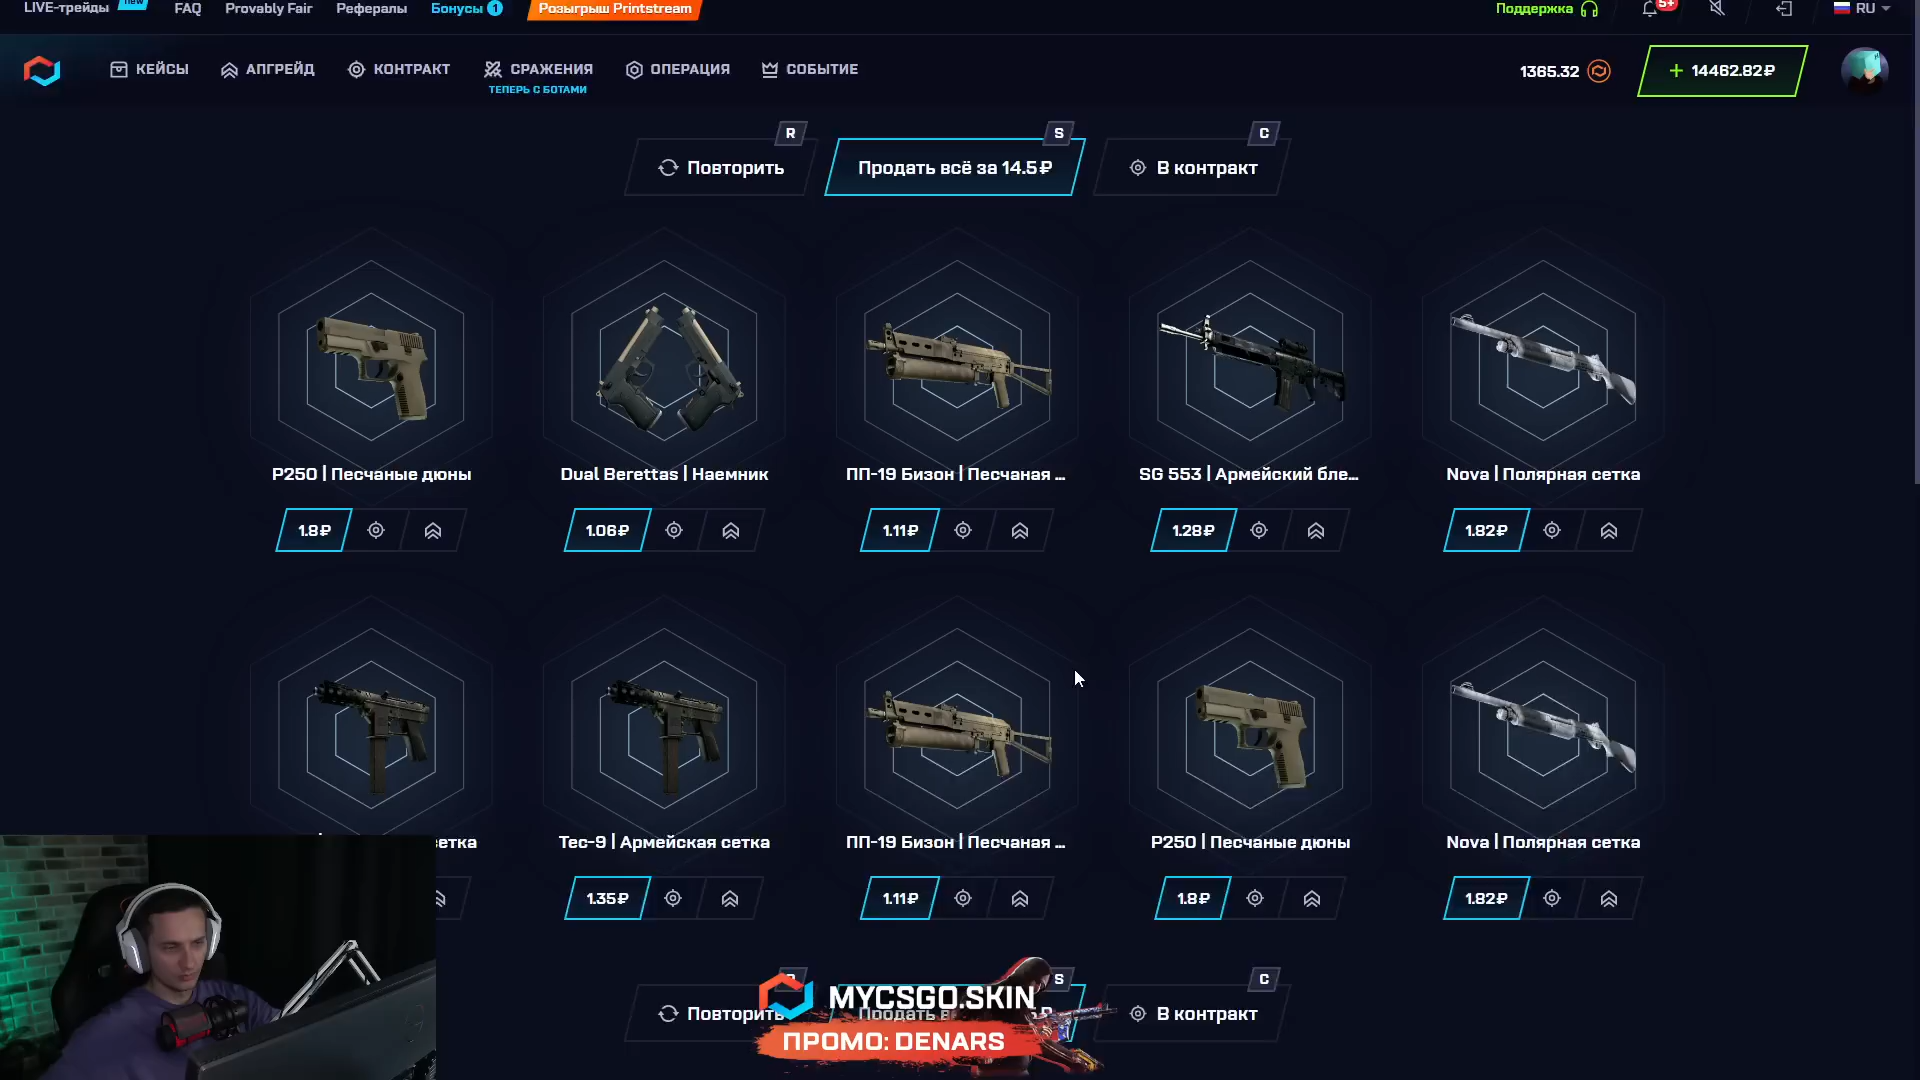 LIVE-трейды
new
FAQ
Provably Fair
Рефералы
Бонусы 1
Розыгрыш Printstream
Поддержка
5+
RU
КЕЙСЫ
АПГРЕЙД
КОНТРАКТ
СРАЖЕНИЯ
ТЕПЕРЬ С БОТАМИ
ОПЕРАЦИЯ
СОБЫТИЕ
1365.32
+ 14462.82₽
R
Повторить
S
Продать всё за 14.5₽
C
В контракт
P250 | Песчаные дюны
Dual Berettas | Наемник
ПП-19 Бизон | Песчаная ...
SG 553 | Армейский бле...
Nova | Полярная сетка
1.8₽
1.06₽
1.11₽
1.28₽
1.82₽
Tec-9 | Армейская сетка
ПП-19 Бизон | Песчаная ...
P250 | Песчаные дюны
Nova | Полярная сетка
1.35₽
1.11₽
1.8₽
1.82₽
S
C
Повторить
В контракт
MYCSGO.SKIN
ПРОМО: DENARS